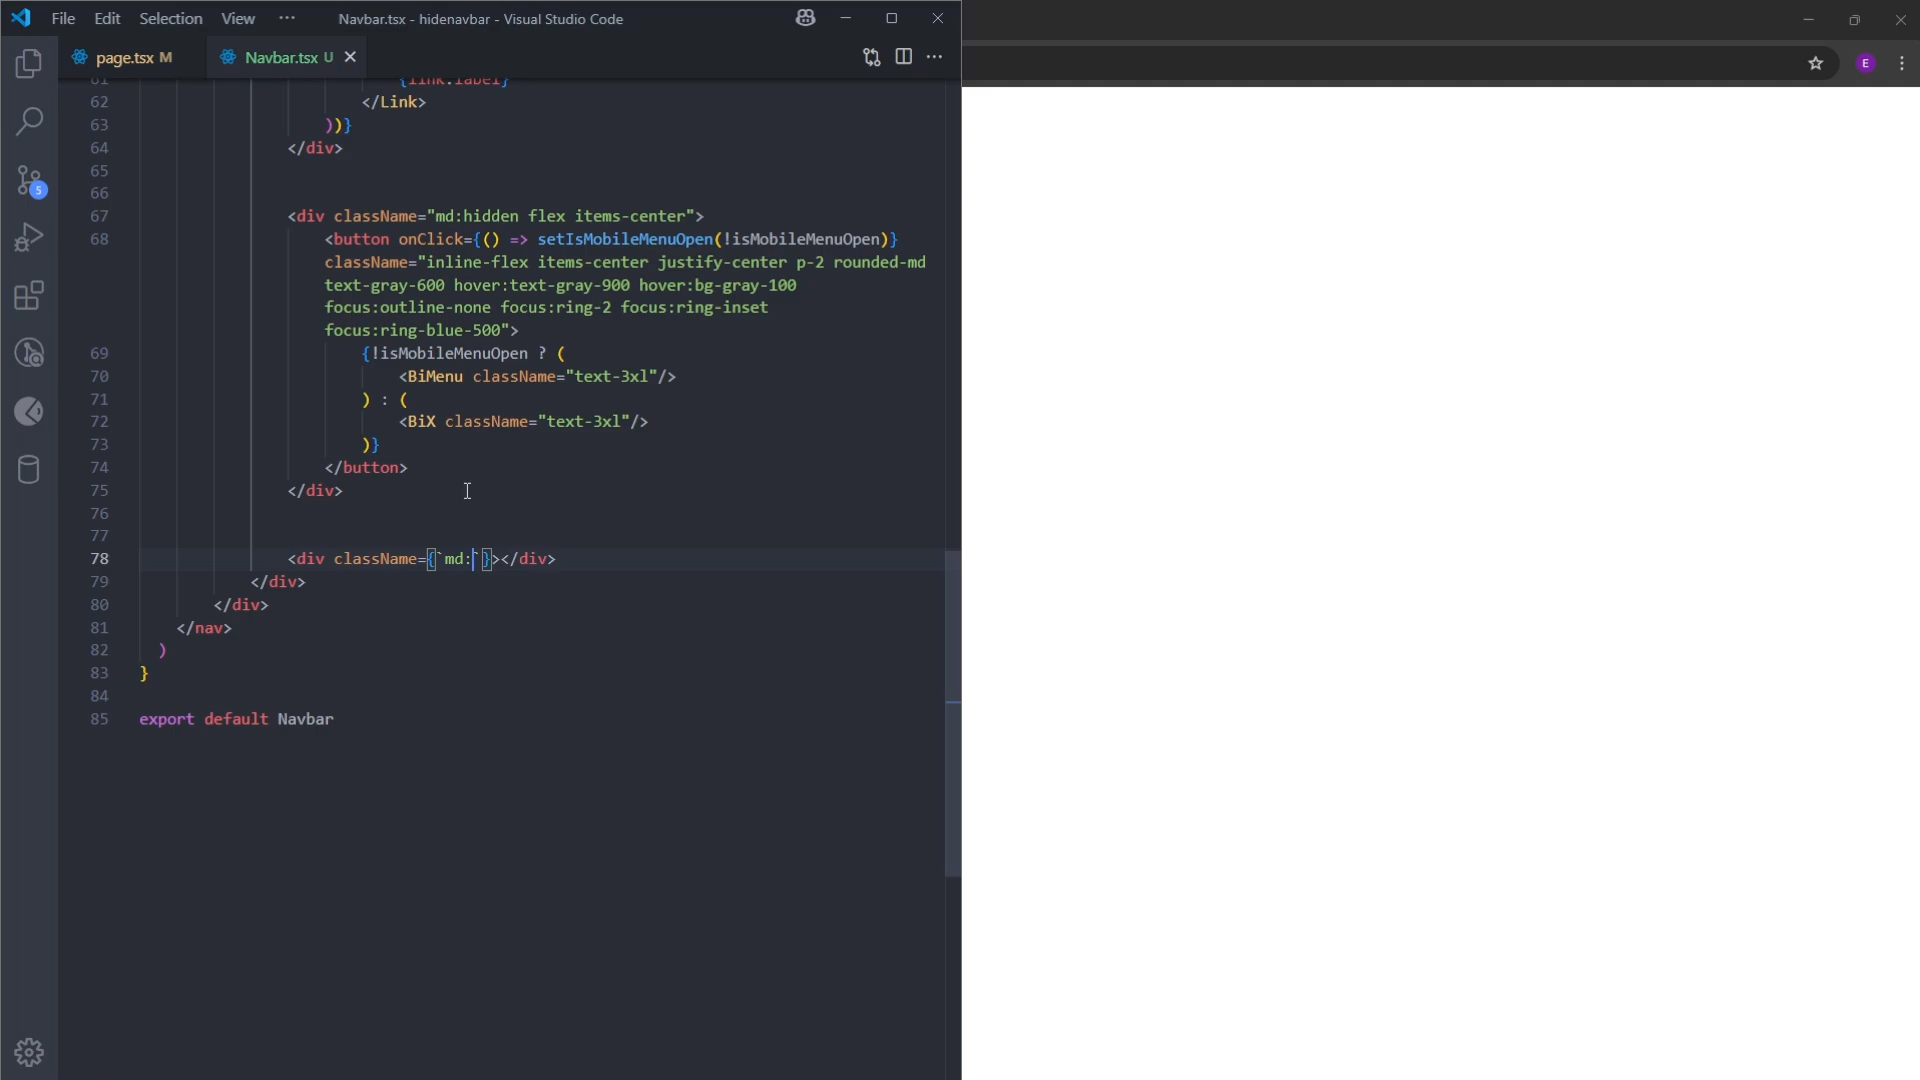 File Edit Selection View ··· Navbar.tsx - hidenavbar - Visual Studio Code
page.tsx M Navbar.tsx U
61 {link.label}
62 </Link>
63 ))}
64 </div>
65
66
67 <div className="md:hidden flex items-center">
68 <button onClick={() => setIsMobileMenuOpen(!isMobileMenuOpen)}
className="inline-flex items-center justify-center p-2 rounded-md
text-gray-600 hover:text-gray-900 hover:bg-gray-100
focus:outline-none focus:ring-2 focus:ring-inset
focus:ring-blue-500">
69 {!isMobileMenuOpen ? (
70 <BiMenu className="text-3xl"/>
71 ) : (
72 <BiX className="text-3xl"/>
73 )}
74 </button>
75 </div>
76
77
78 <div className={`md:`}></div>
79 </div>
80 </div>
81 </nav>
82 )
83 }
84
85 export default Navbar
5
E